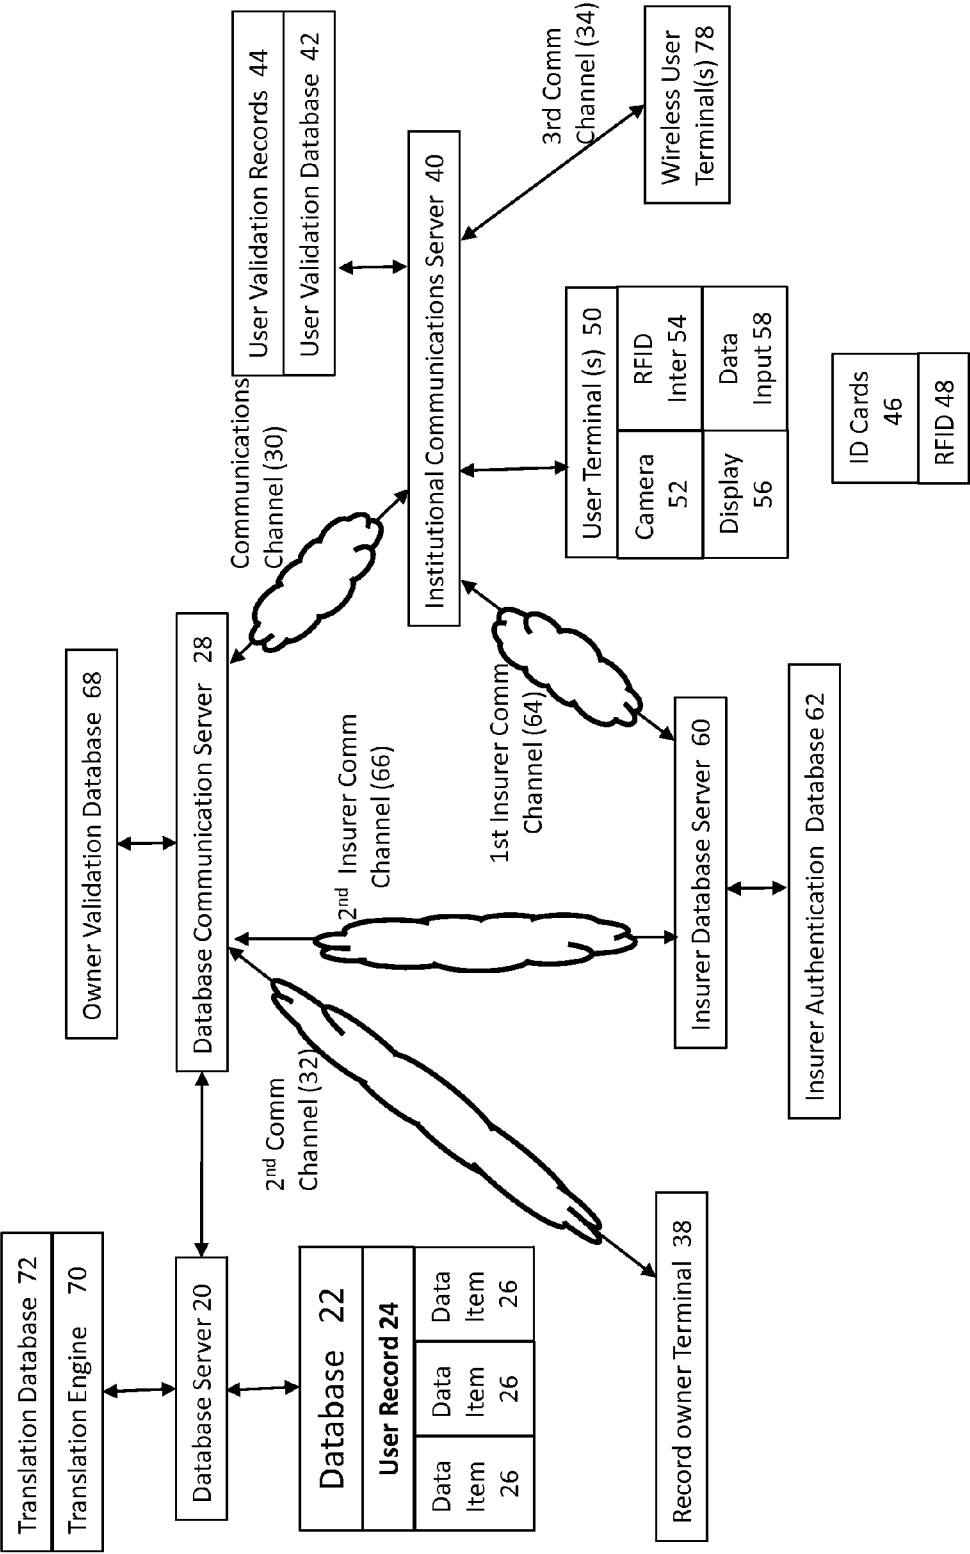 Translation Database 72
Translation Engine 70
Database Server 20
Database 22
User Record 24
Data
Item
26
Data
Item
26
Data
Item
26
Record owner Terminal 38
Owner Validation Database 68
Database Communication Server 28
2nd Comm
Channel (32)
2nd Insurer Comm
Channel (66)
1st Insurer Comm
Channel (64)
Insurer Database Server 60
Insurer Authentication Database 62
Communications
Channel (30)
User Validation Records 44
User Validation Database 42
Institutional Communications Server 40
3rd Comm
Channel (34)
Wireless User
Terminal(s) 78
User Terminal (s) 50
Camera
52
RFID
Inter 54
Display
56
Data
Input 58
ID Cards
46
RFID 48